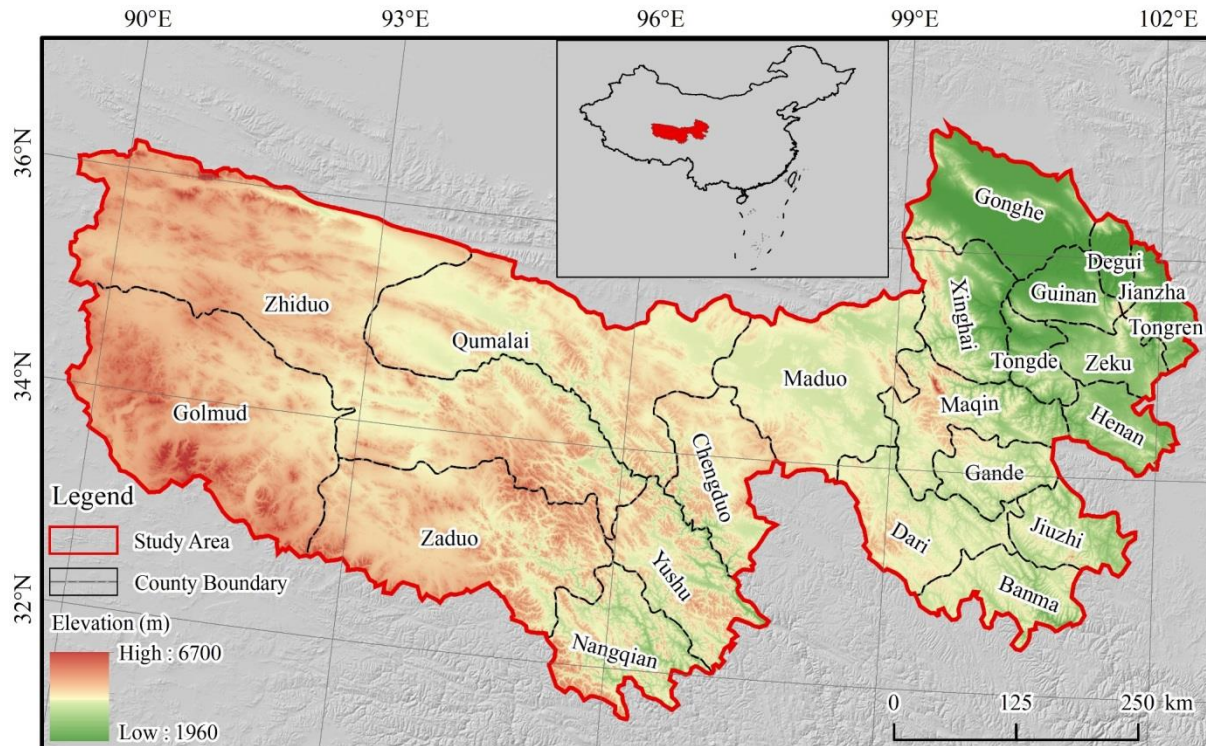 90°E
93°E
96°E
99°E
102°E
36°N
34°N
32°N
Gonghe
Degui
Guinan
Jianzha
Xinghai
Tongren
Tongde
Zeku
Zhiduo
Qumalai
Maduo
Maqin
Henan
Golmud
Chengduo
Gande
Zaduo
Dari
Jiuzhi
Yushu
Banma
Nangqian
Legend
Study Area
County Boundary
Elevation (m)
High : 6700
Low : 1960
0 125 250 km